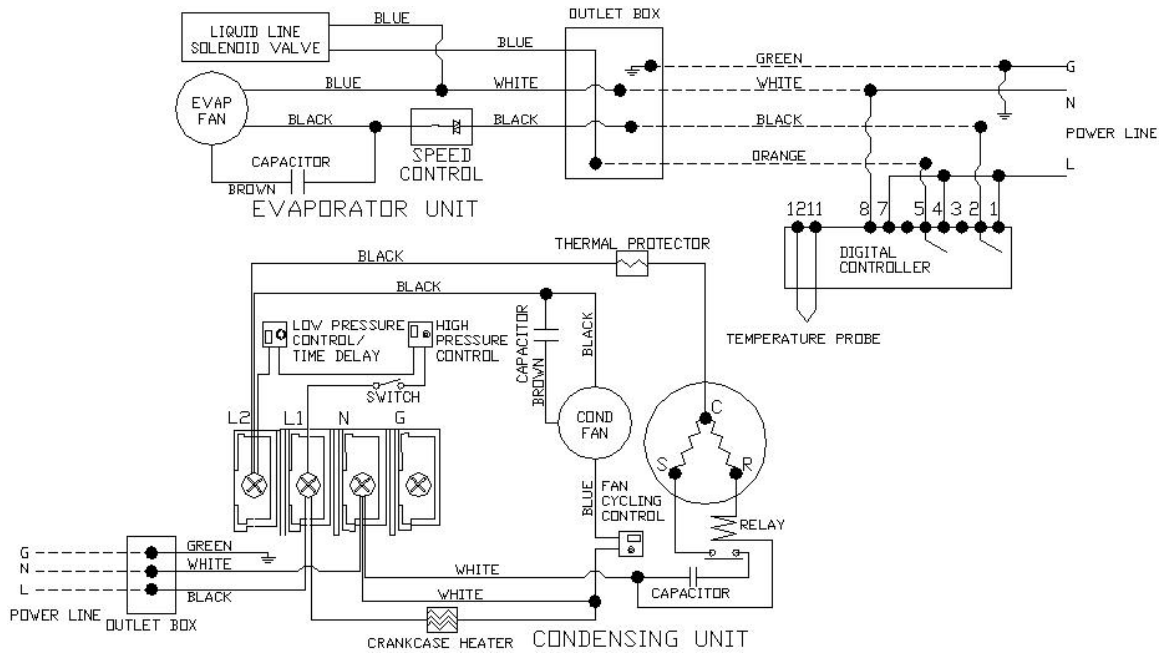 OUTLET BOX
BLUE
LIQUID LINE
SOLENOID VALVE
BLUE
GREEN
G
BLUE
WHITE
WHITE
N
EVAP
FAN
BLACK
BLACK
BLACK
POWER LINE
SPEED
CONTROL
CAPACITOR
ORANGE
L
BROWN
EVAPORATOR UNIT
12 11 8 7 5 4 3 2 1
DIGITAL
CONTROLLER
TEMPERATURE PROBE
THERMAL PROTECTOR
BLACK
BLACK
LOW PRESSURE
CONTROL/
TIME DELAY
HIGH
PRESSURE
CONTROL
CAPACITOR
BROWN
BLACK
SWITCH
COND
FAN
C
S
R
L2 L1 N G
BLUE
FAN
CYCLING
CONTROL
RELAY
G
GREEN
N
WHITE
L
BLACK
POWER LINE
OUTLET BOX
WHITE
WHITE
CAPACITOR
CRANKCASE HEATER
CONDENSING UNIT